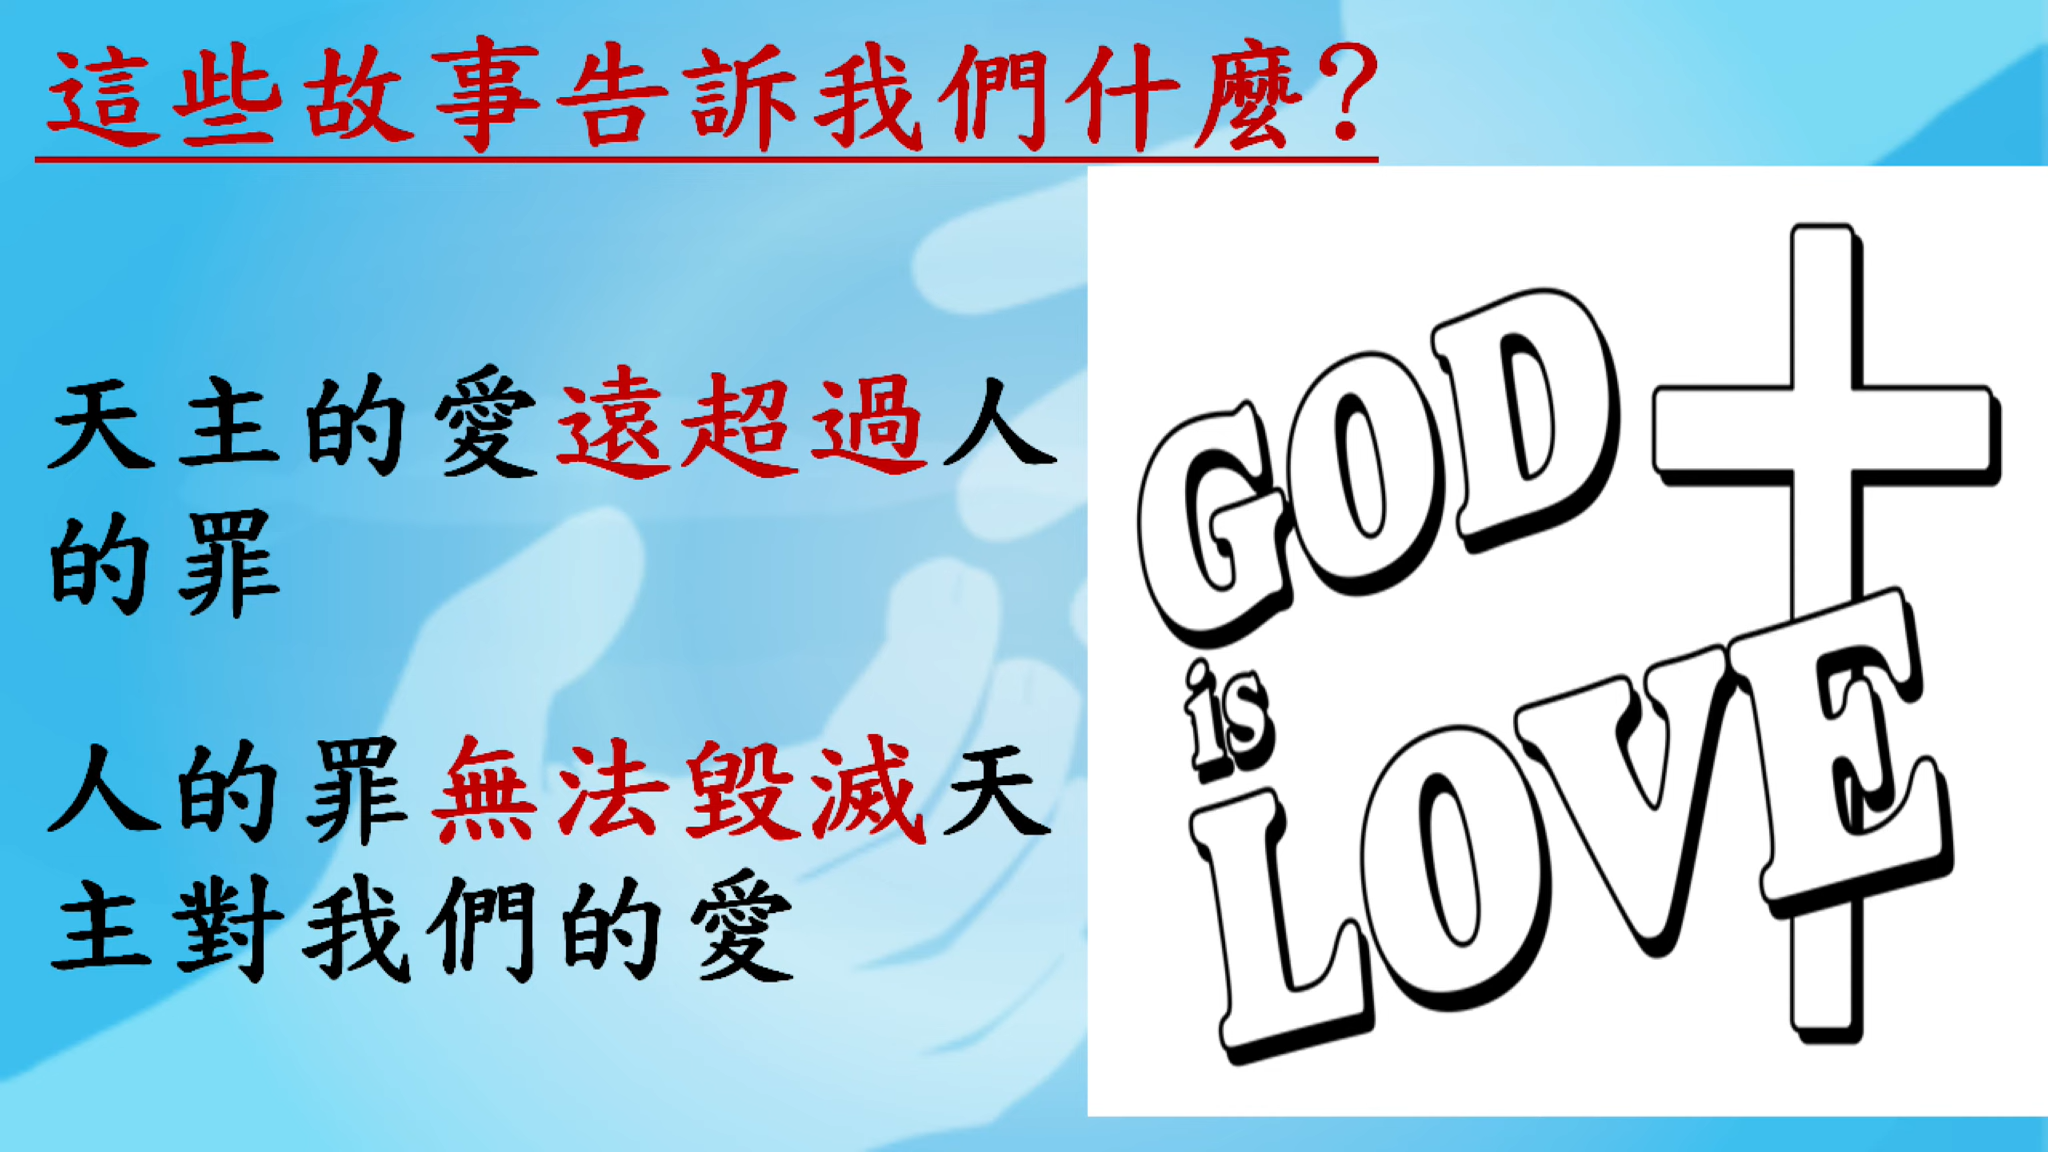 這些故事告訴我們什麼?
天主的愛遠超過人
的罪
人的罪無法毀滅天
主對我們的愛
GOD
is
LOVE